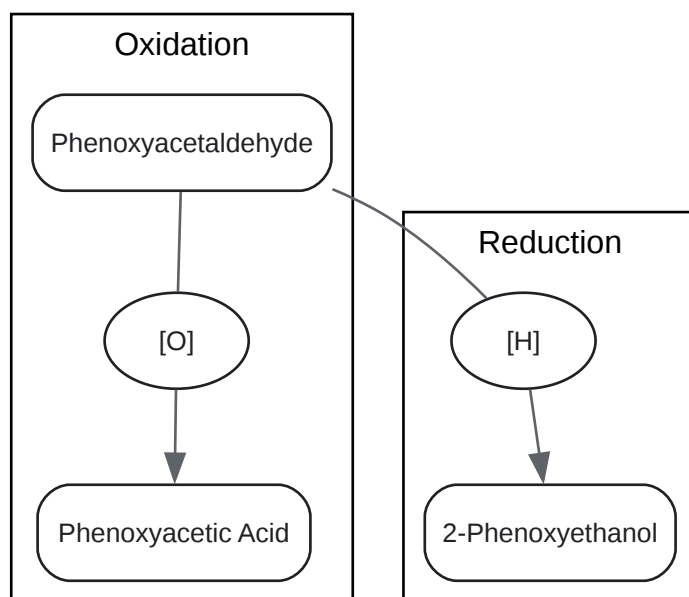 Oxidation
Phenoxyacetaldehyde
Reduction
[O]
[H]
Phenoxyacetic Acid
2-Phenoxyethanol